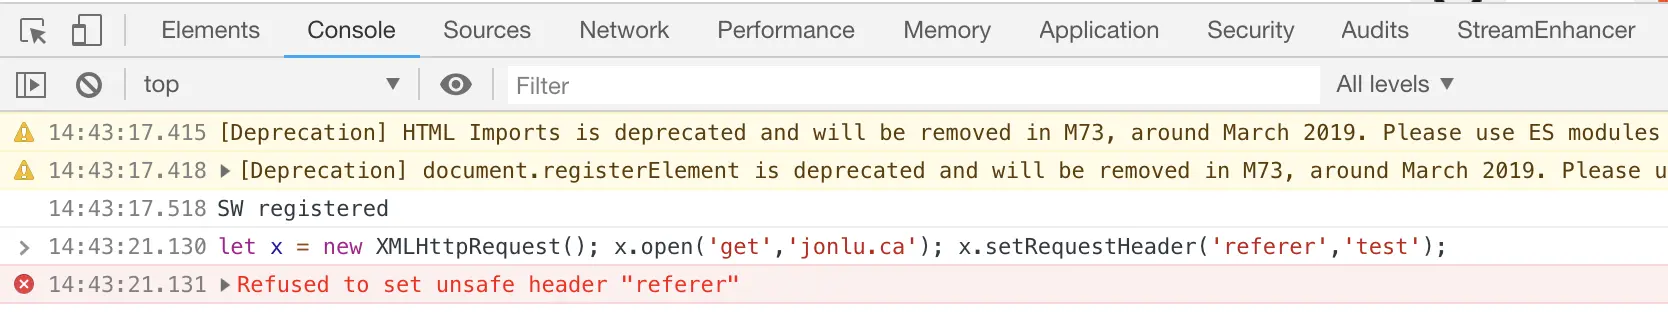 Elements Console Sources Network Performance Memory Application Security Audits StreamEnhancer
top Filter All levels
14:43:17.415 [Deprecation] HTML Imports is deprecated and will be removed in M73, around March 2019. Please use ES modules
14:43:17.418 [Deprecation] document.registerElement is deprecated and will be removed in M73, around March 2019. Please u
14:43:17.518 SW registered
14:43:21.130 let x = new XMLHttpRequest(); x.open('get','jonlu.ca'); x.setRequestHeader('referer','test');
14:43:21.131 Refused to set unsafe header "referer"